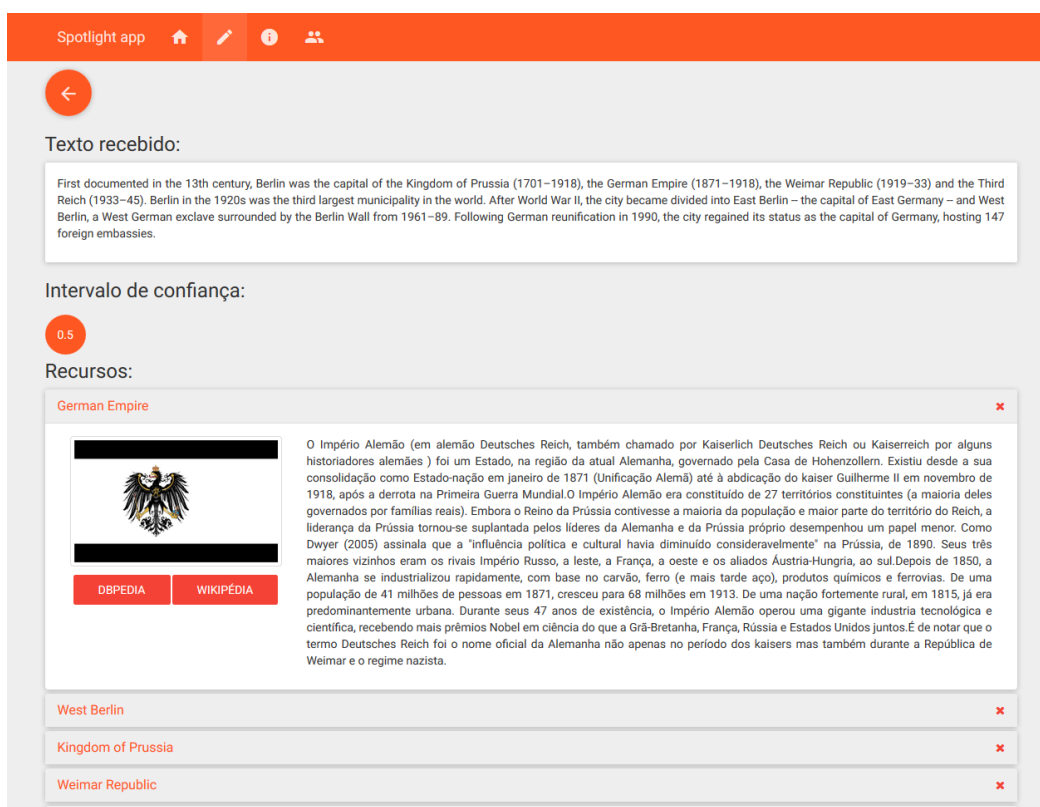 Spotlight app
Texto recebido:
First documented in the 13th century, Berlin was the capital of the Kingdom of Prussia (1701–1918), the German Empire (1871–1918), the Weimar Republic (1919–33) and the Third
Reich (1933–45). Berlin in the 1920s was the third largest municipality in the world. After World War II, the city became divided into East Berlin – the capital of East Germany – and West
Berlin, a West German exclave surrounded by the Berlin Wall from 1961–89. Following German reunification in 1990, the city regained its status as the capital of Germany, hosting 147
foreign embassies.
Intervalo de confiança:
0.5
Recursos:
German Empire
O Império Alemão (em alemão Deutsches Reich, também chamado por Kaiserlich Deutsches Reich ou Kaiserreich por alguns
historiadores alemães ) foi um Estado, na região da atual Alemanha, governado pela Casa de Hohenzollern. Existiu desde a sua
consolidação como Estado-nação em janeiro de 1871 (Unificação Alemã) até à abdicação do kaiser Guilherme II em novembro de
1918, após a derrota na Primeira Guerra Mundial.O Império Alemão era constituído de 27 territórios constituintes (a maioria deles
governados por famílias reais). Embora o Reino da Prússia contivesse a maioria da população e maior parte do território do Reich, a
liderança da Prússia tornou-se suplantada pelos líderes da Alemanha e da Prússia próprio desempenhou um papel menor. Como
Dwyer (2005) assinala que a "influência política e cultural havia diminuído consideravelmente" na Prússia, de 1890. Seus três
maiores vizinhos eram os rivais Império Russo, a leste, a França, a oeste e os aliados Áustria-Hungria, ao sul.Depois de 1850, a
Alemanha se industrializou rapidamente, com base no carvão, ferro (e mais tarde aço), produtos químicos e ferrovias. De uma
população de 41 milhões de pessoas em 1871, cresceu para 68 milhões em 1913. De uma nação fortemente rural, em 1815, já era
predominantemente urbana. Durante seus 47 anos de existência, o Império Alemão operou uma gigante industria tecnológica e
científica, recebendo mais prêmios Nobel em ciência do que a Grã-Bretanha, França, Rússia e Estados Unidos juntos.É de notar que o
termo Deutsches Reich foi o nome oficial da Alemanha não apenas no período dos kaisers mas também durante a República de
Weimar e o regime nazista.
DBPEDIA WIKIPÉDIA
West Berlin
Kingdom of Prussia
Weimar Republic